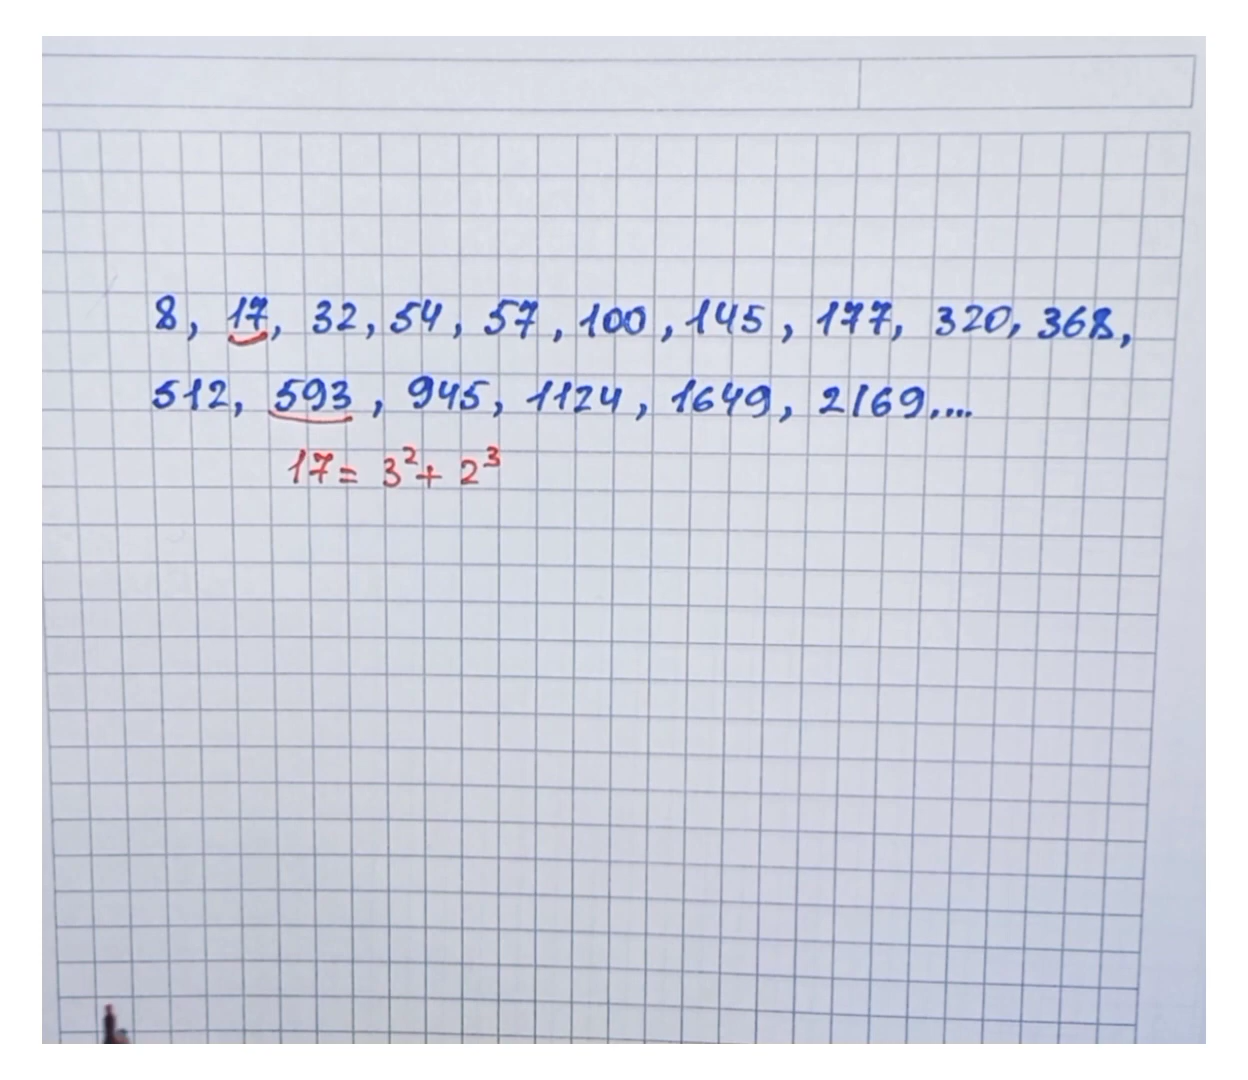 8, 17, 32, 54, 57, 100, 145, 177, 320, 368,
512, 593, 945, 1124, 1649, 2169,....
17 = 3² + 2³